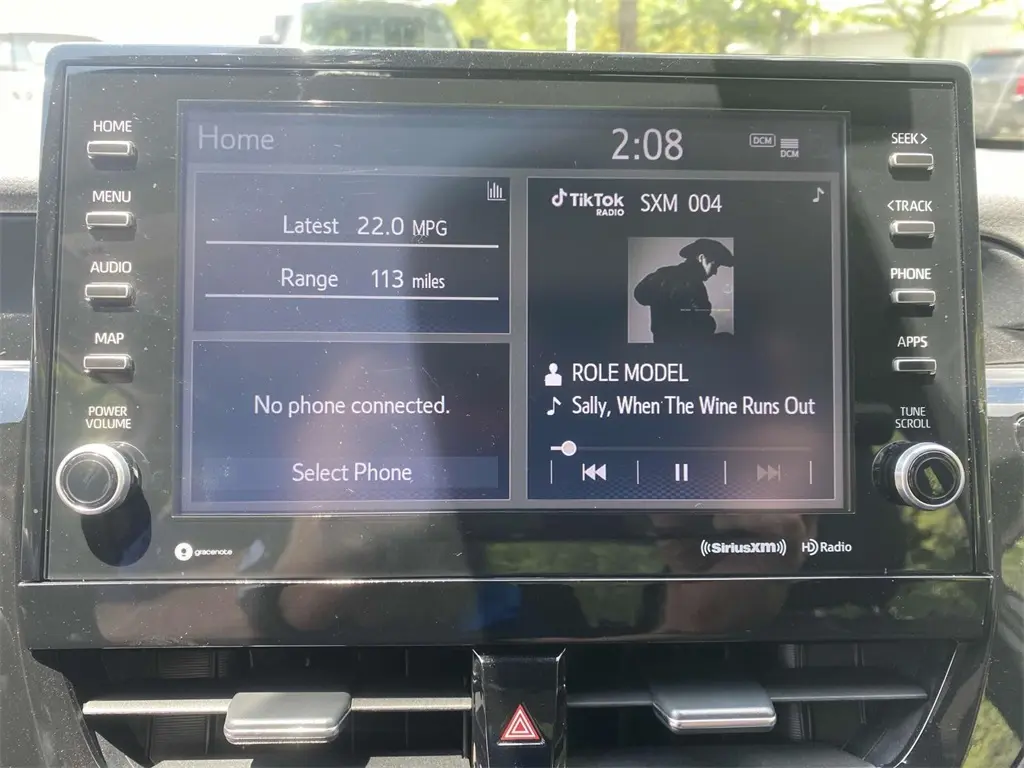 HOME
MENU
AUDIO
MAP
POWER
VOLUME
Home
2:08
DCM
DCM
Latest 22.0 MPG
Range 113 miles
No phone connected.
Select Phone
TikTok
RADIO
SXM 004
ROLE MODEL
Sally, When The Wine Runs Out
SEEK>
<TRACK
PHONE
APPS
TUNE
SCROLL
gracenote
((SiriusXM))
HD Radio